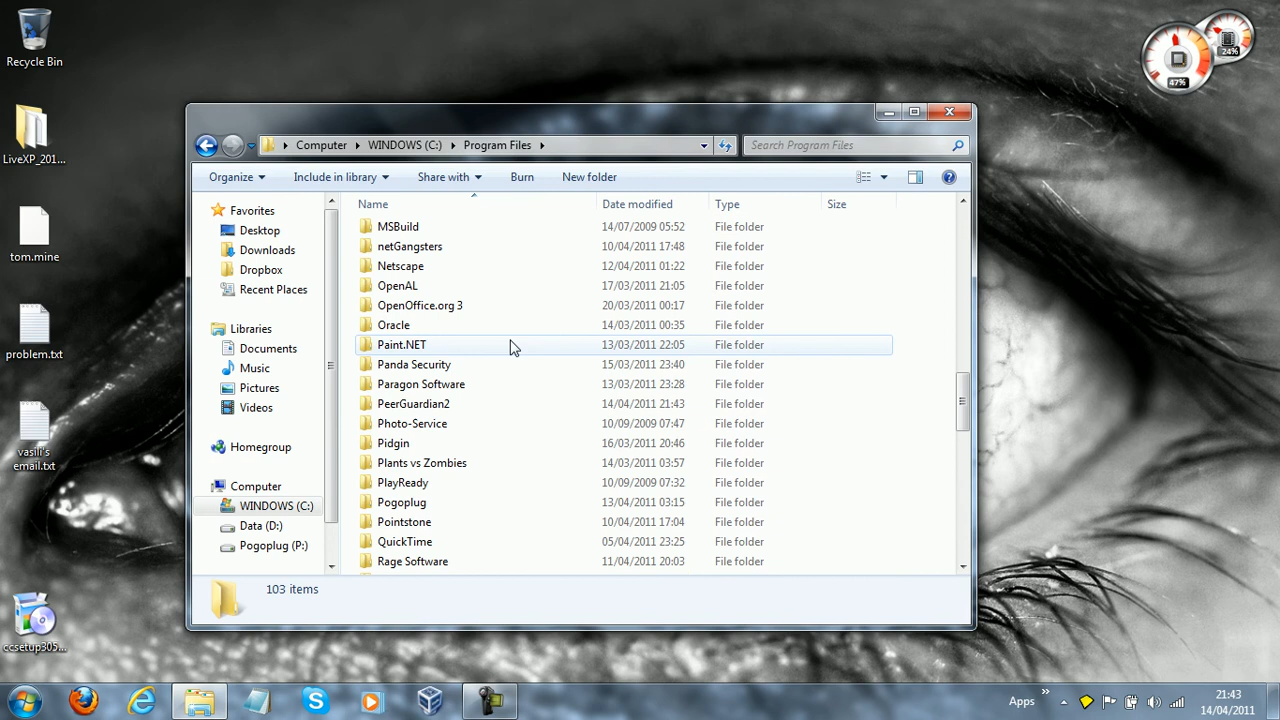 Recycle Bin
LiveXP_201...
tom.mine
problem.txt
vasili's
email.txt
ccsetup305...
47%
24%
Computer WINDOWS (C:) Program Files
Search Program Files
Organize Include in library Share with Burn New folder
Favorites
Desktop
Downloads
Dropbox
Recent Places
Libraries
Documents
Music
Pictures
Videos
Homegroup
Computer
WINDOWS (C:)
Data (D:)
Pogoplug (P:)
Name Date modified Type Size
MSBuild 14/07/2009 05:52 File folder
netGangsters 10/04/2011 17:48 File folder
Netscape 12/04/2011 01:22 File folder
OpenAL 17/03/2011 21:05 File folder
OpenOffice.org 3 20/03/2011 00:17 File folder
Oracle 14/03/2011 00:35 File folder
Paint.NET 13/03/2011 22:05 File folder
Panda Security 15/03/2011 23:40 File folder
Paragon Software 13/03/2011 23:28 File folder
PeerGuardian2 14/04/2011 21:43 File folder
Photo-Service 10/09/2009 07:47 File folder
Pidgin 16/03/2011 20:46 File folder
Plants vs Zombies 14/03/2011 03:57 File folder
PlayReady 10/09/2009 07:32 File folder
Pogoplug 13/04/2011 03:15 File folder
Pointstone 10/04/2011 17:04 File folder
QuickTime 05/04/2011 23:25 File folder
Rage Software 11/04/2011 20:03 File folder
103 items
Apps
21:43
14/04/2011